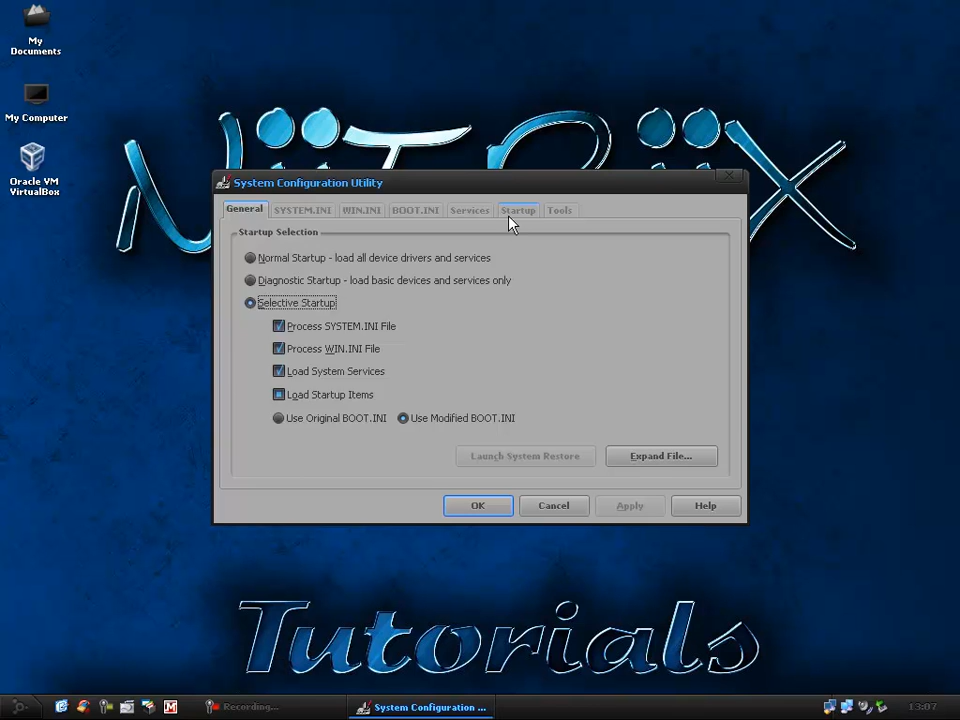 My
Documents
My Computer
Oracle VM
VirtualBox
NiiTRiiX
System Configuration Utility
General
SYSTEM.INI
WIN.INI
BOOT.INI
Services
Startup
Tools
Startup Selection
Normal Startup - load all device drivers and services
Diagnostic Startup - load basic devices and services only
Selective Startup
Process SYSTEM.INI File
Process WIN.INI File
Load System Services
Load Startup Items
Use Original BOOT.INI
Use Modified BOOT.INI
Launch System Restore
Expand File...
OK
Cancel
Apply
Help
Tutorials
Recording...
System Configuration ...
13:07